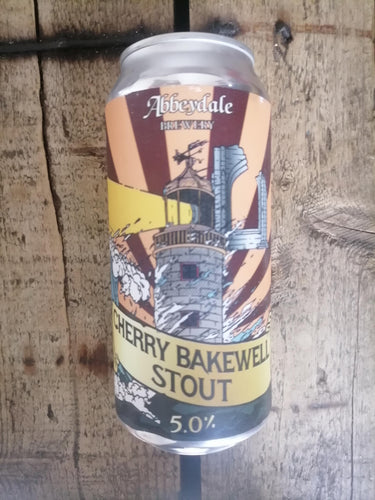 Abbeydale
BREWERY
CHERRY BAKEWELL
STOUT
5.0%